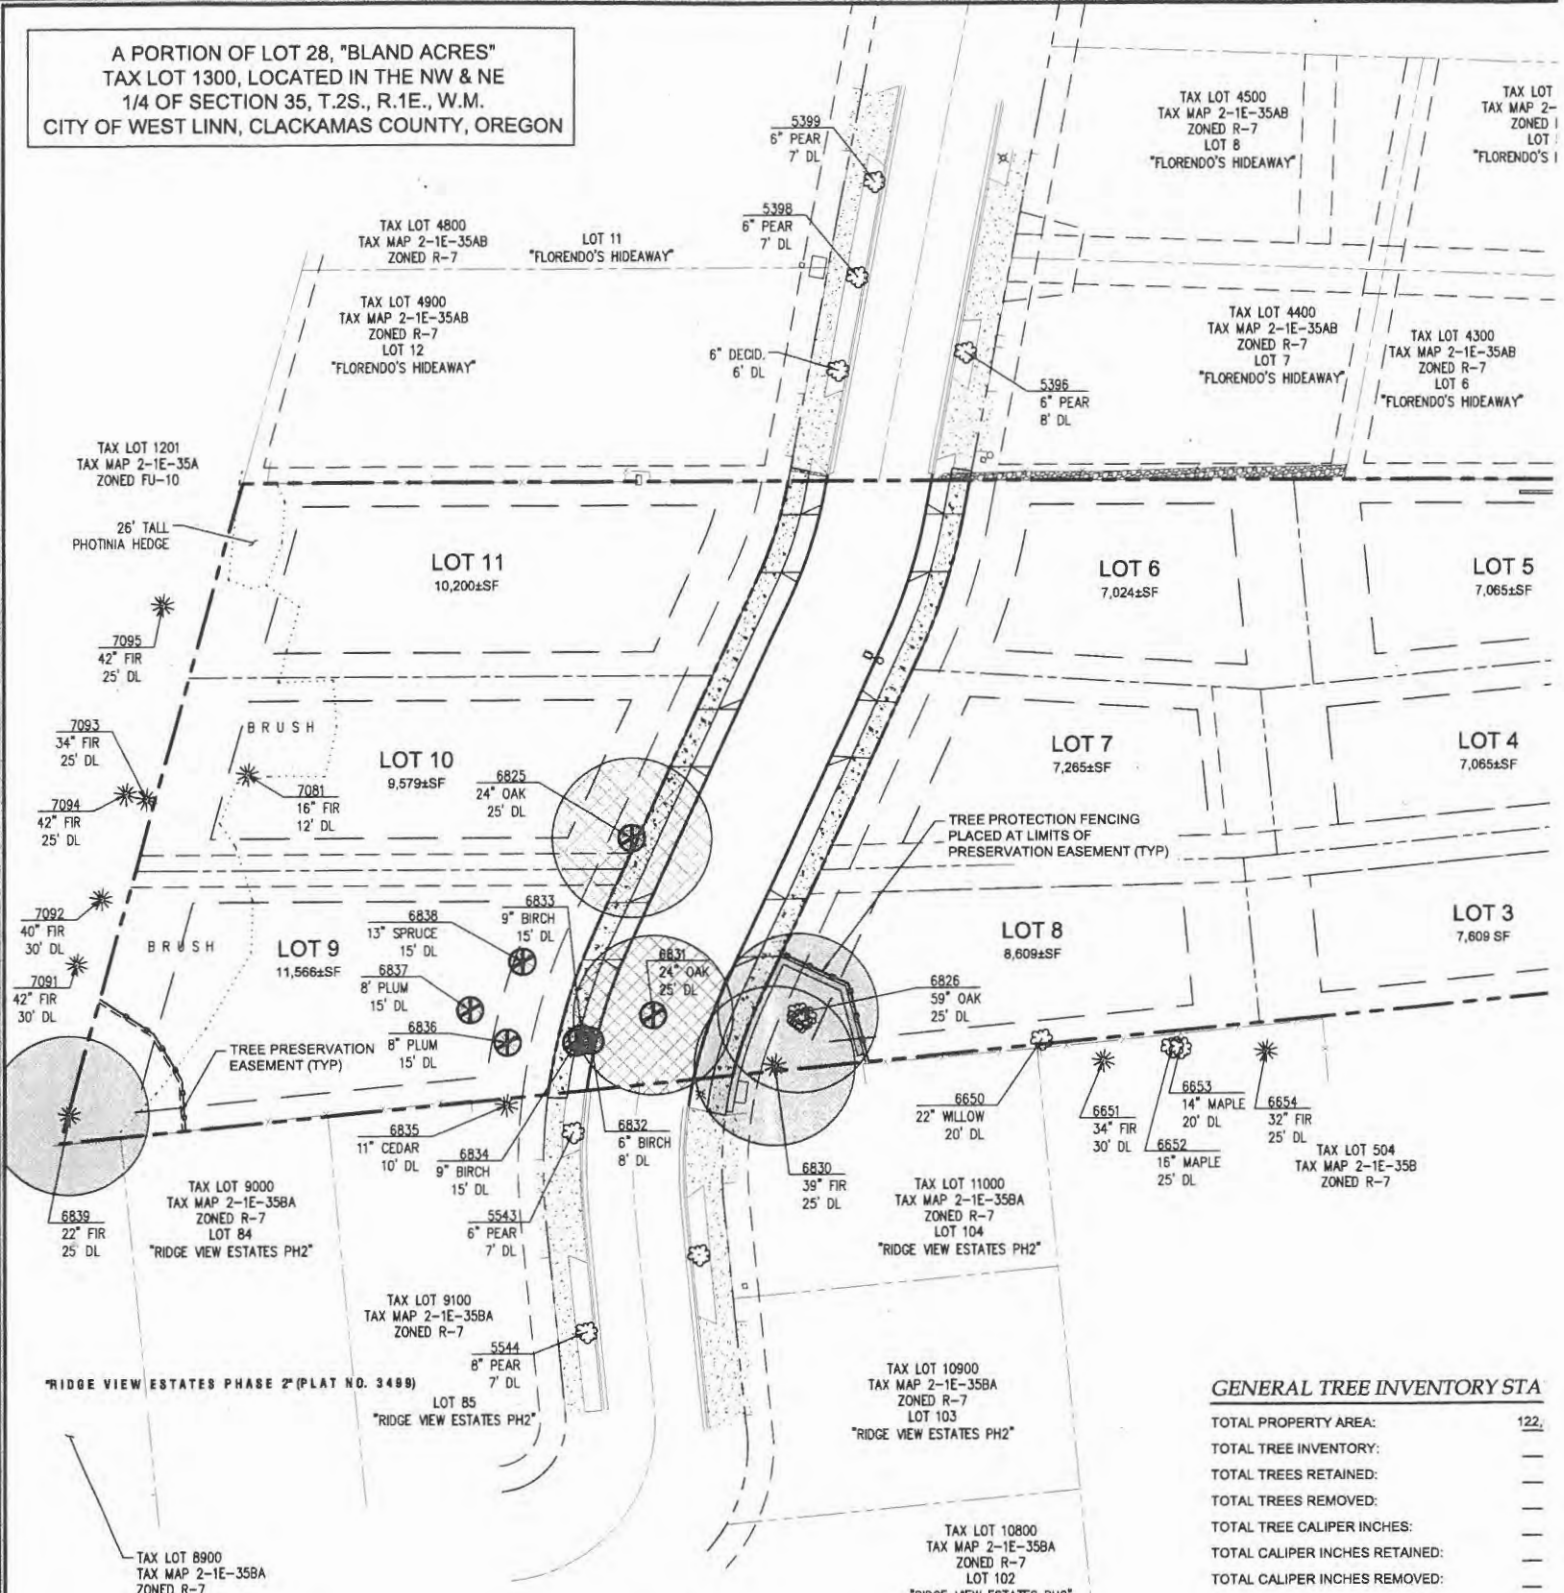 A PORTION OF LOT 28, "BLAND ACRES"
TAX LOT 1300, LOCATED IN THE NW & NE
1/4 OF SECTION 35, T.2S., R.1E., W.M.
CITY OF WEST LINN, CLACKAMAS COUNTY, OREGON
5399
6" PEAR
7' DL
TAX LOT 4500
TAX MAP 2-1E-35AB
ZONED R-7
LOT 8
"FLORENDO'S HIDEAWAY"
TAX LOT
TAX MAP 2-
ZONED
LOT
"FLORENDO'S
5398
6" PEAR
7' DL
TAX LOT 4800
TAX MAP 2-1E-35AB
ZONED R-7
LOT 11
"FLORENDO'S HIDEAWAY"
TAX LOT 4900
TAX MAP 2-1E-35AB
ZONED R-7
LOT 12
"FLORENDO'S HIDEAWAY"
6" DECID.
6' DL
5396
6" PEAR
8' DL
TAX LOT 4400
TAX MAP 2-1E-35AB
ZONED R-7
LOT 7
"FLORENDO'S HIDEAWAY"
TAX LOT 4300
TAX MAP 2-1E-35AB
ZONED R-7
LOT 6
"FLORENDO'S HIDEAWAY"
TAX LOT 1201
TAX MAP 2-1E-35A
ZONED FU-10
26' TALL
PHOTINIA HEDGE
LOT 11
10,200±SF
LOT 6
7,024±SF
LOT 5
7,065±SF
7095
42" FIR
25' DL
7093
34" FIR
25' DL
BRUSH
LOT 10
9,579±SF
6825
24" OAK
25' DL
LOT 7
7,265±SF
LOT 4
7,065±SF
7094
42" FIR
25' DL
7081
16" FIR
12' DL
TREE PROTECTION FENCING
PLACED AT LIMITS OF
PRESERVATION EASEMENT (TYP)
7092
40" FIR
30' DL
BRUSH
LOT 9
11,566±SF
6838
13" SPRUCE
15' DL
6833
9" BIRCH
15' DL
LOT 8
8,609±SF
LOT 3
7,609 SF
7091
42" FIR
30' DL
6837
8' PLUM
15' DL
6831
24" OAK
25' DL
6826
59" OAK
25' DL
6836
8" PLUM
15' DL
TREE PRESERVATION
EASEMENT (TYP)
6835
11" CEDAR
10' DL
6834
9" BIRCH
15' DL
6832
6" BIRCH
8' DL
6830
39" FIR
25' DL
6650
22" WILLOW
20' DL
6651
34" FIR
30' DL
6653
14" MAPLE
20' DL
6652
16" MAPLE
25' DL
6654
32" FIR
25' DL
TAX LOT 504
TAX MAP 2-1E-35B
ZONED R-7
6839
22" FIR
25 DL
TAX LOT 9000
TAX MAP 2-1E-35BA
ZONED R-7
LOT 84
"RIDGE VIEW ESTATES PH2"
5543
6" PEAR
7' DL
TAX LOT 11000
TAX MAP 2-1E-35BA
ZONED R-7
LOT 104
"RIDGE VIEW ESTATES PH2"
TAX LOT 9100
TAX MAP 2-1E-35BA
ZONED R-7
5544
8" PEAR
7' DL
"RIDGE VIEW ESTATES PHASE 2" (PLAT NO. 3499)
LOT 85
"RIDGE VIEW ESTATES PH2"
TAX LOT 10900
TAX MAP 2-1E-35BA
ZONED R-7
LOT 103
"RIDGE VIEW ESTATES PH2"
GENERAL TREE INVENTORY STA
TOTAL PROPERTY AREA: 122,
TOTAL TREE INVENTORY:
TOTAL TREES RETAINED:
TOTAL TREES REMOVED:
TOTAL TREE CALIPER INCHES:
TOTAL CALIPER INCHES RETAINED:
TOTAL CALIPER INCHES REMOVED:
TAX LOT 8900
TAX MAP 2-1E-35BA
ZONED R-7
TAX LOT 10800
TAX MAP 2-1E-35BA
ZONED R-7
LOT 102